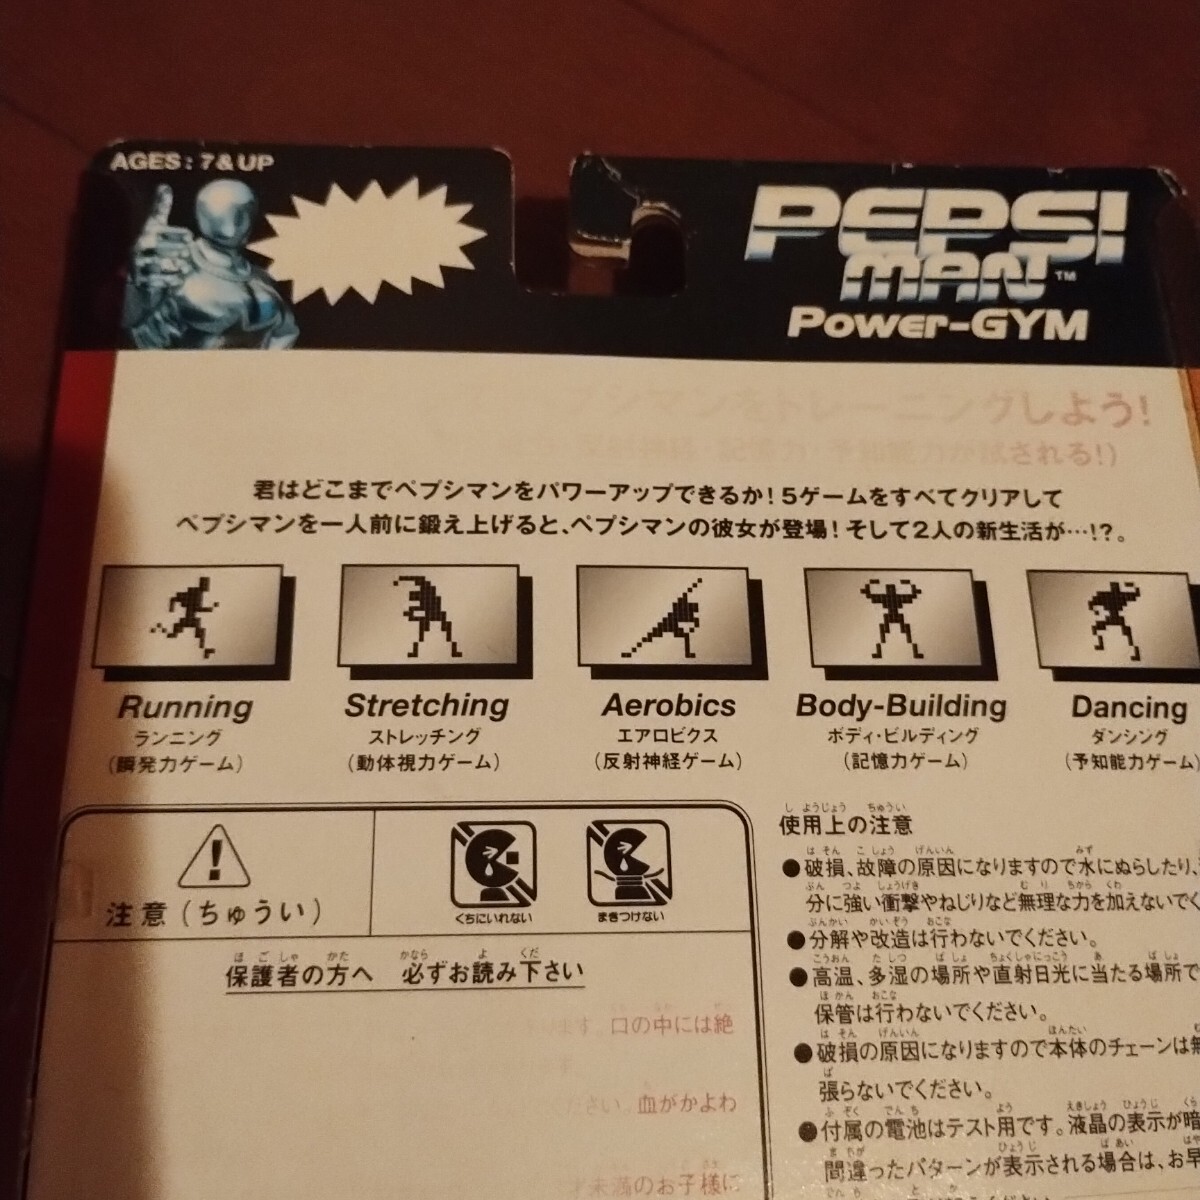 AGES: 7 & UP
PEPSI
MAN™
Power-GYM
ペプシマンをトレーニングしよう!
反射神経・記憶力・予知能力が試される!)
君はどこまでペプシマンをパワーアップできるか!5ゲームをすべてクリアして
ペプシマンを一人前に鍛え上げると、ペプシマンの彼女が登場!そして2人の新生活が…!?。
Running
ランニング
(瞬発力ゲーム)
Stretching
ストレッチング
(動体視力ゲーム)
Aerobics
エアロビクス
(反射神経ゲーム)
Body-Building
ボディ・ビルディング
(記憶力ゲーム)
Dancing
ダンシング
(予知能力ゲーム)
注意(ちゅうい)
くちにいれない
まきつけない
保護者の方へ 必ずお読み下さい
ます。口の中には絶
す。
ださい。血がかよわ
才未満のお子様に
使用上の注意
●破損、故障の原因になりますので水にぬらしたり、
分に強い衝撃やねじりなど無理な力を加えないでく
●分解や改造は行わないでください。
●高温、多湿の場所や直射日光に当たる場所で
保管は行わないでください。
●破損の原因になりますので本体のチェーンは無
張らないでください。
●付属の電池はテスト用です。液晶の表示が暗
間違ったパターンが表示される場合は、お早